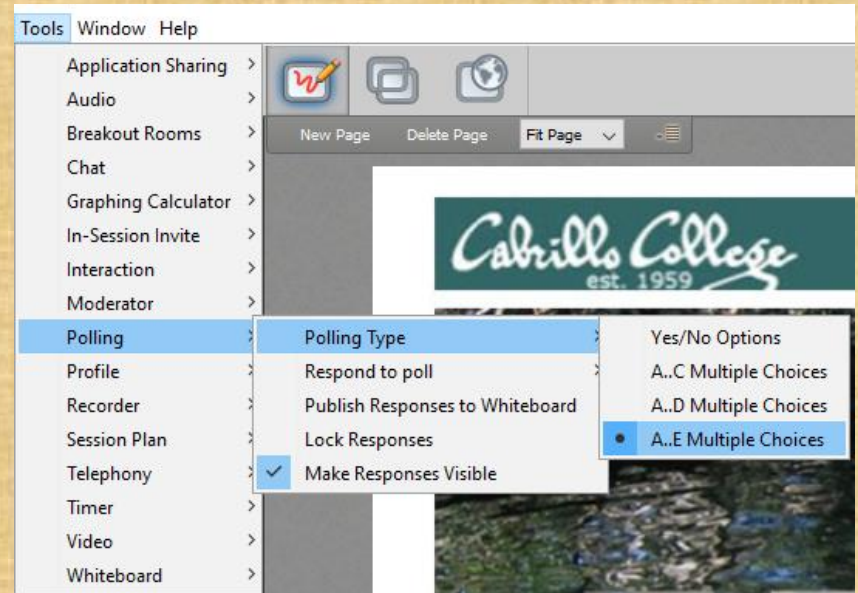 Tools Window Help
Application Sharing
Audio
Breakout Rooms
Chat
Graphing Calculator
In-Session Invite
Interaction
Moderator
Polling
Profile
Recorder
Session Plan
Telephony
Timer
Video
Whiteboard
New Page Delete Page Fit Page
Cabrillo College
est. 1959
Polling Type
Respond to poll
Publish Responses to Whiteboard
Lock Responses
Make Responses Visible
Yes/No Options
A..C Multiple Choices
A..D Multiple Choices
A..E Multiple Choices